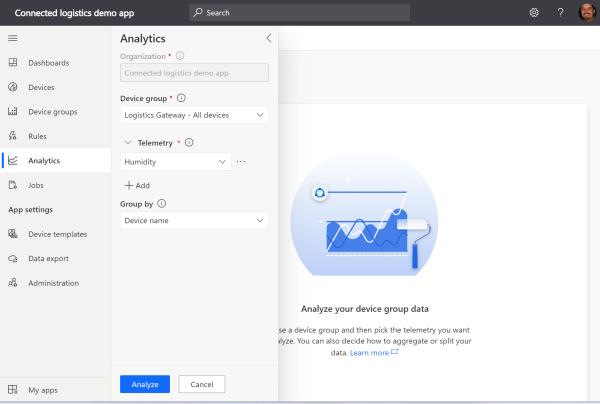 Connected logistics demo app
Search
?
Dashboards
Devices
Device groups
Rules
Analytics
Jobs
App settings
Device templates
Data export
Administration
My apps
Analytics
Organization *
Connected logistics demo app
Device group *
Logistics Gateway - All devices
Telemetry *
Humidity
...
+ Add
Group by
Device name
Analyze
Cancel
Analyze your device group data
se a device group and then pick the telemetry you want
lyze. You can also decide how to aggregate or split your
data. Learn more